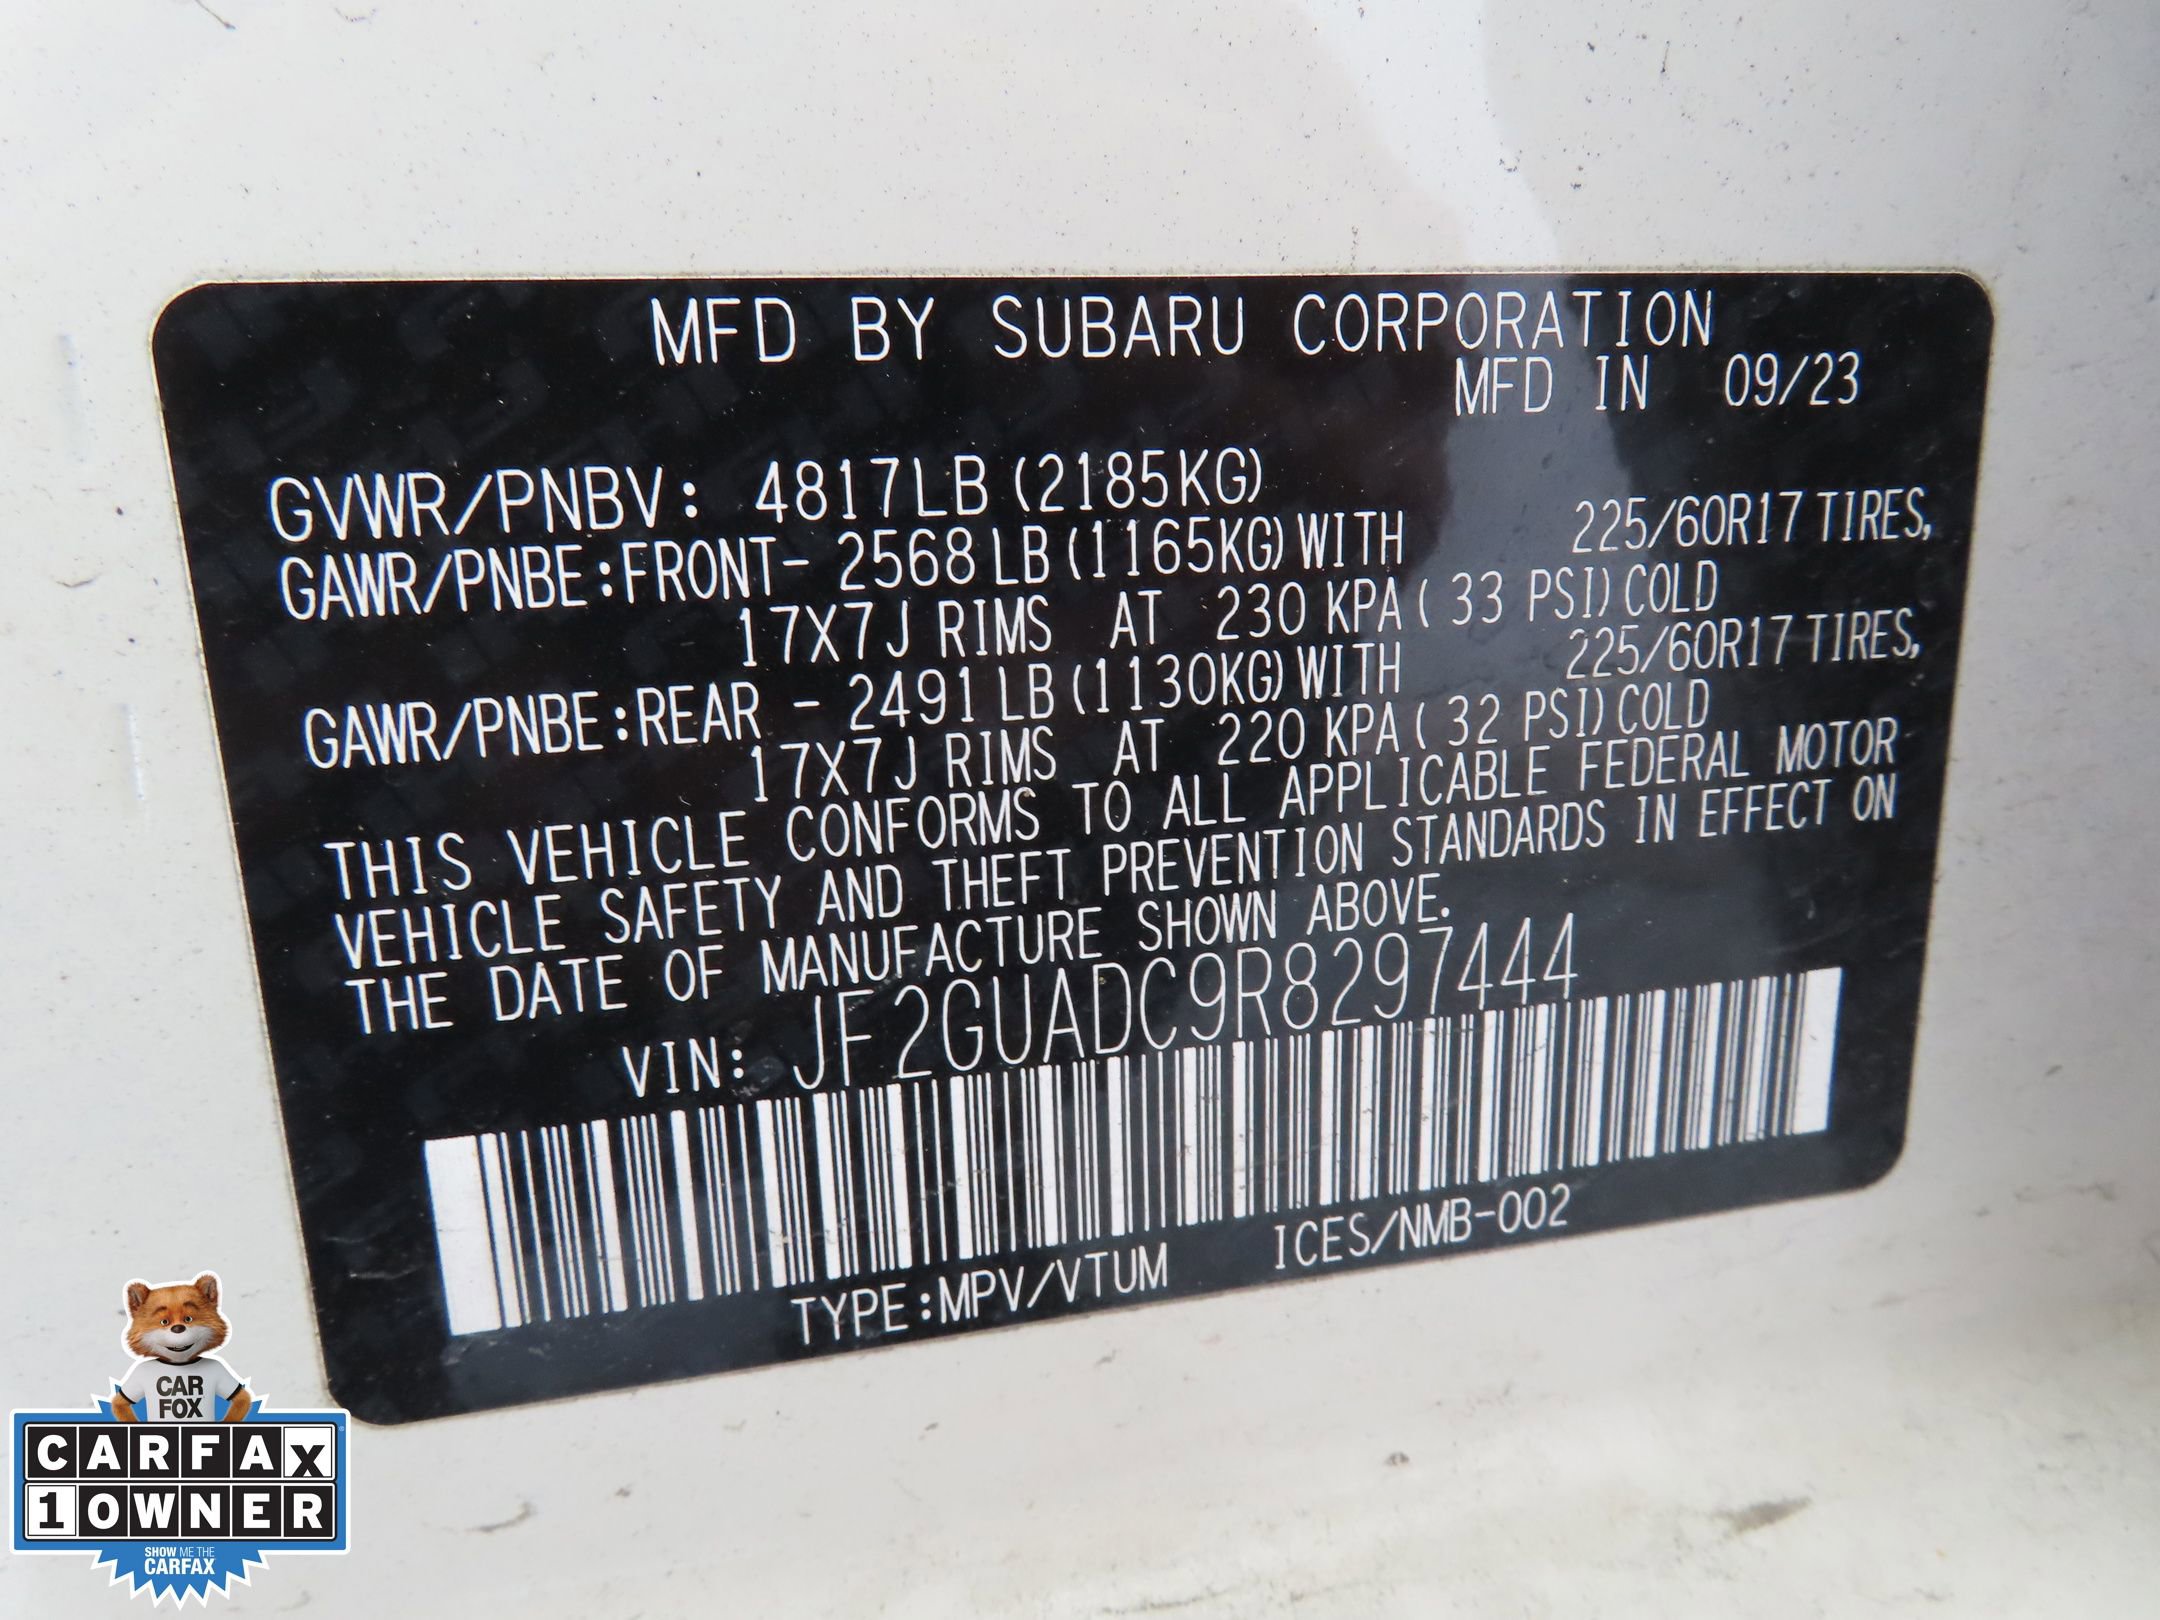 MFD BY SUBARU CORPORATION
MFD IN 09/23
GVWR/PNBV: 4817LB (2185KG)
GAWR/PNBE:FRONT- 2568 LB (1165KG) WITH 225/60R17 TIRES,
17X7J RIMS AT 230 KPA ( 33 PSI) COLD
GAWR/PNBE:REAR - 2491 LB (1130KG) WITH 225/60R17 TIRES,
17X7J RIMS AT 220 KPA ( 32 PSI) COLD
THIS VEHICLE CONFORMS TO ALL APPLICABLE FEDERAL MOTOR
VEHICLE SAFETY AND THEFT PREVENTION STANDARDS IN EFFECT ON
THE DATE OF MANUFACTURE SHOWN ABOVE.
VIN: JF2GUADC9R8297444
TYPE:MPV/VTUM ICES/NMB-002
CAR
FOX
CARFAX
1 OWNER
SHOW ME THE
CARFAX